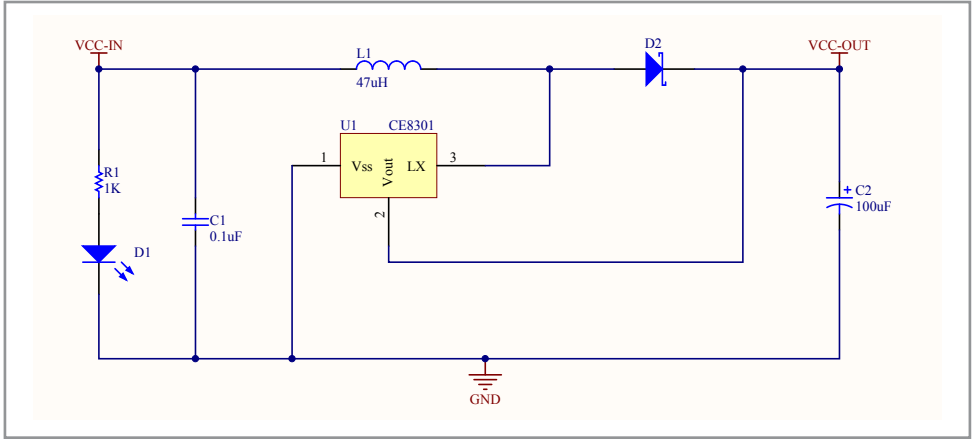 VCC-IN
L1
47uH
D2
VCC-OUT
U1 CE8301
1 Vss Vout LX 3
2
R1
1K
C1
0.1uF
D1
+ C2
100uF
GND